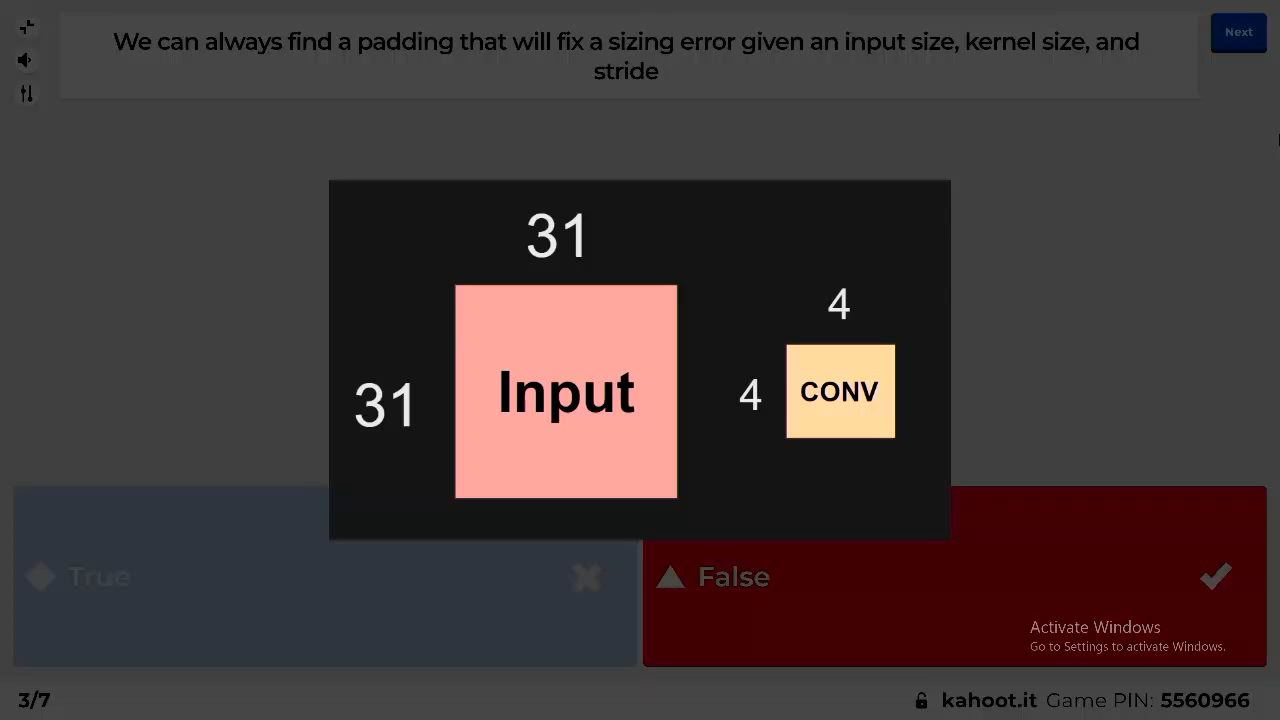 We can always find a padding that will fix a sizing error given an input size, kernel size, and
stride
Next
31
31
Input
4
4
CONV
True
False
Activate Windows
Go to Settings to activate Windows.
3/7
kahoot.it Game PIN: 5560966